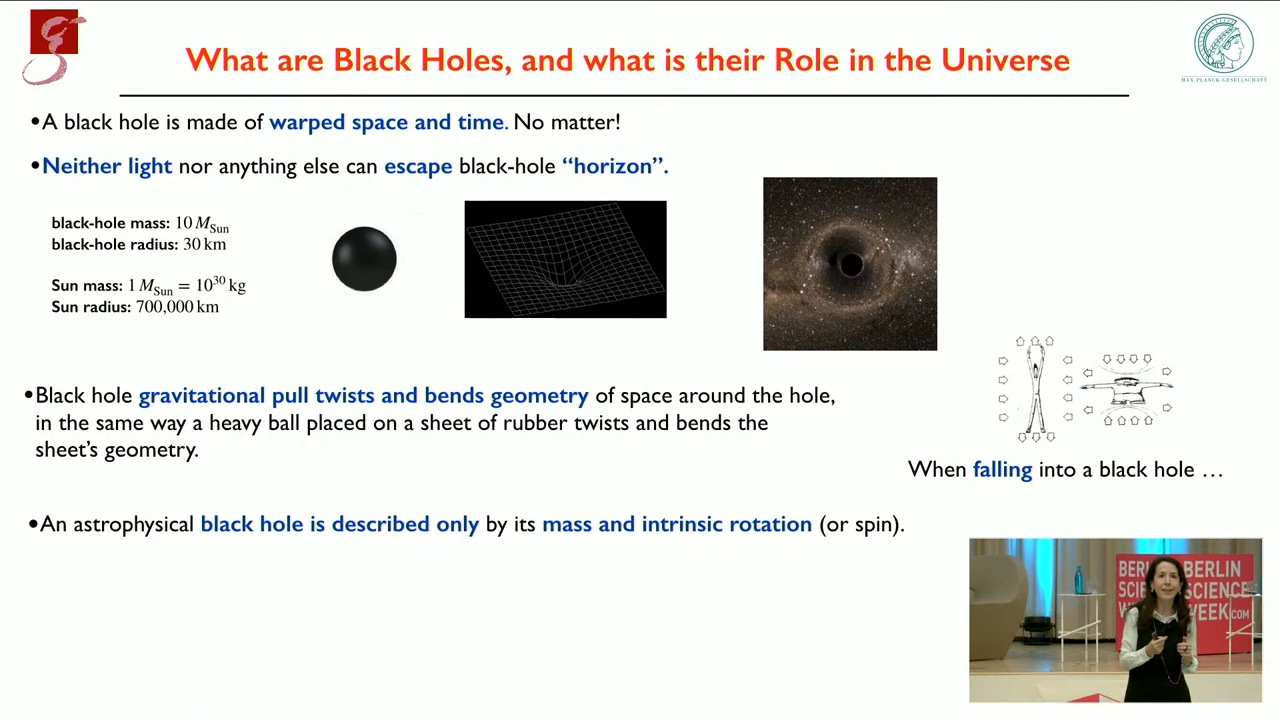 What are Black Holes, and what is their Role in the Universe
MAX-PLANCK-GESELLSCHAFT
•A black hole is made of warped space and time. No matter!
•Neither light nor anything else can escape black-hole “horizon”.
black-hole mass: 10 M_Sun
black-hole radius: 30 km
Sun mass: 1 M_Sun = 10^30 kg
Sun radius: 700,000 km
•Black hole gravitational pull twists and bends geometry of space around the hole,
in the same way a heavy ball placed on a sheet of rubber twists and bends the
sheet’s geometry.
When falling into a black hole …
•An astrophysical black hole is described only by its mass and intrinsic rotation (or spin).
BERLIN
SCIENCE
WEEK.COM